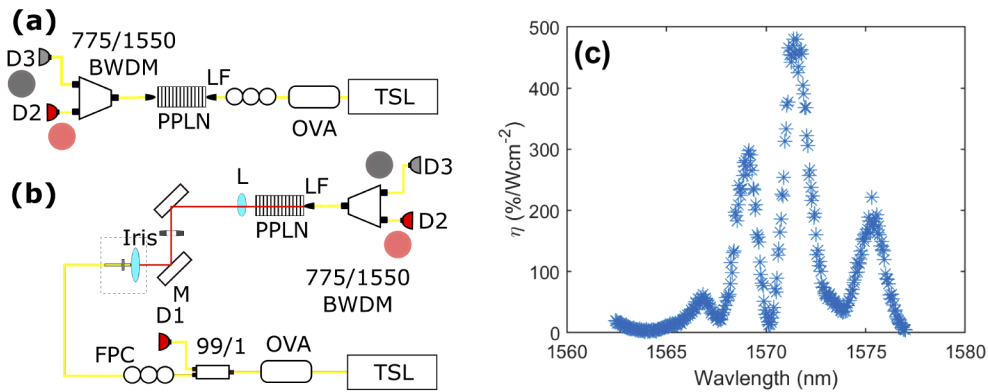 (a)
775/1550
BWDM
D3
D2
LF
PPLN
OVA
TSL
(b)
L
LF
PPLN
D3
D2
775/1550
BWDM
Iris
M
D1
FPC
99/1
OVA
TSL
(c)
η (%/Wcm⁻²)
500
400
300
200
100
0
1560
1565
1570
1575
1580
Wavelength (nm)